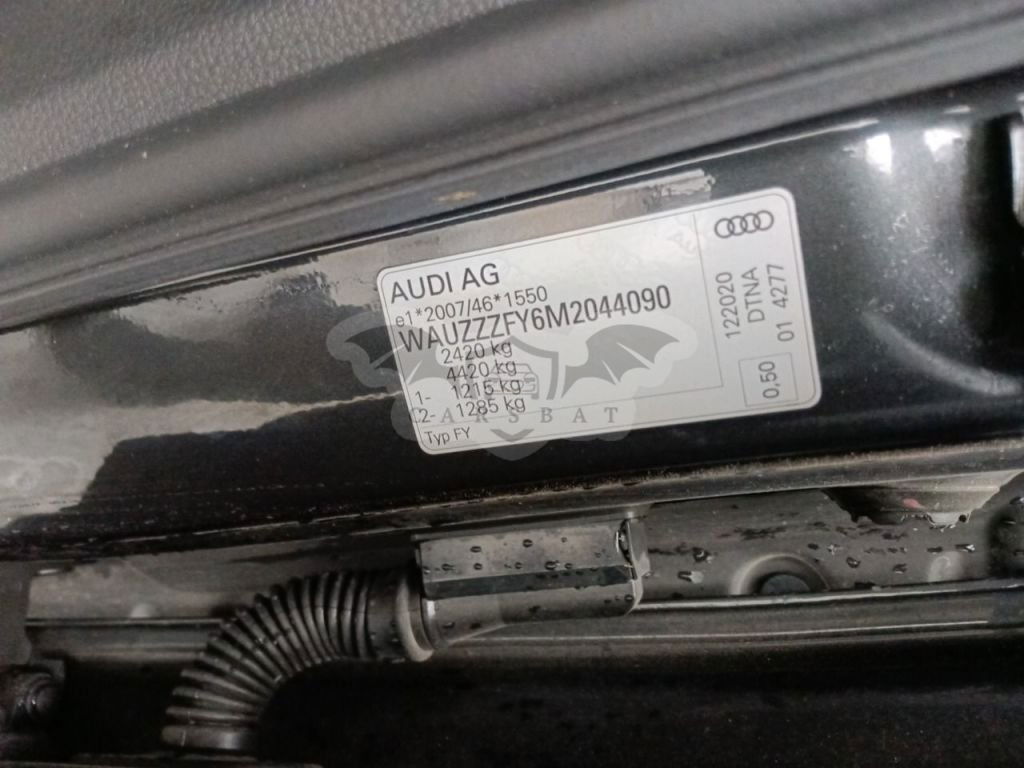 AUDI AG
e1*2007/46*1550
WAUZZZFY6M2044090
2420 kg
4420 kg
1- 1215 kg
2- 1285 kg
Typ FY
122020
DTNA
01 4277
0,50
CARSBAT